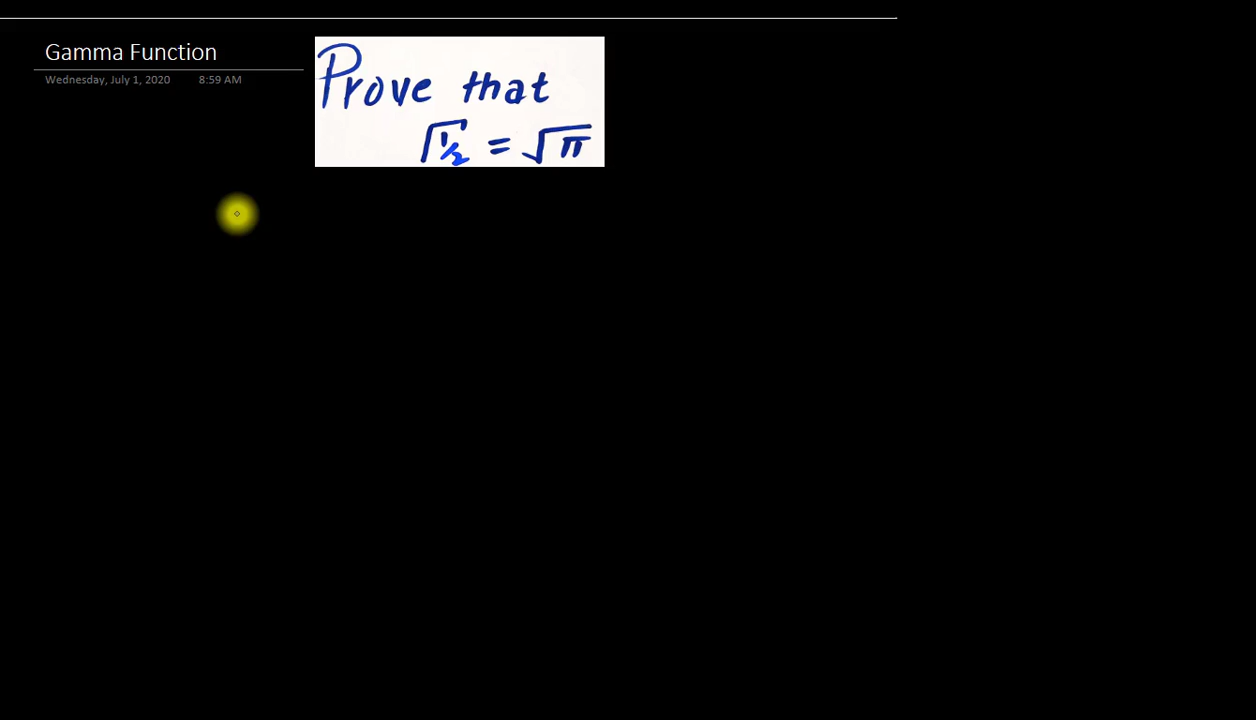 Gamma Function
Wednesday, July 1, 2020 8:59 AM
Prove that
Γ1/2 = √π